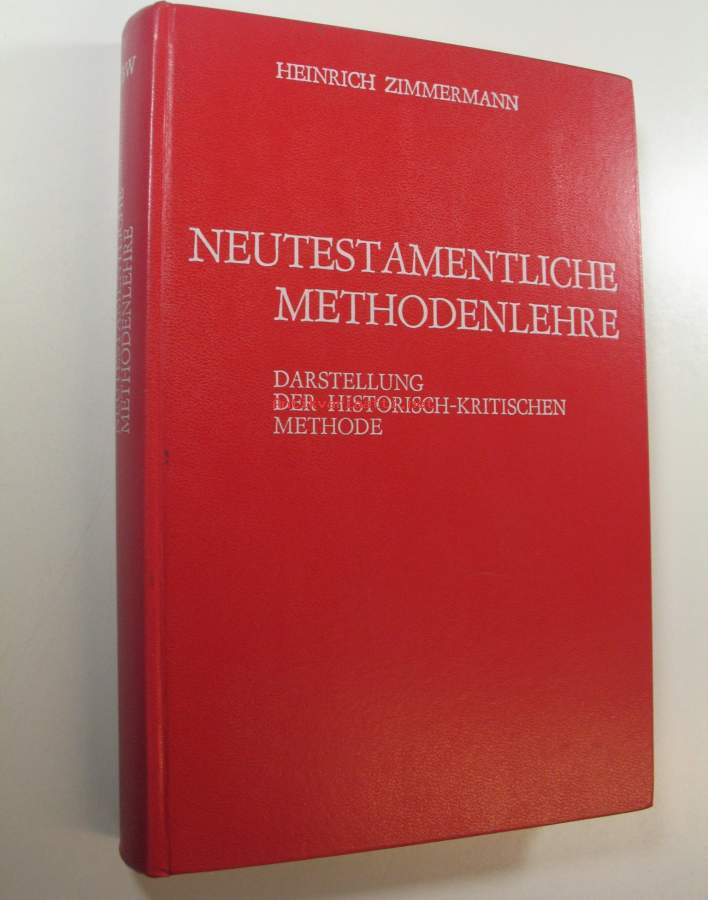 HEINRICH ZIMMERMANN
NEUTESTAMENTLICHE
METHODENLEHRE
DARSTELLUNG
DER HISTORISCH-KRITISCHEN
METHODE
METHODENLEHRE